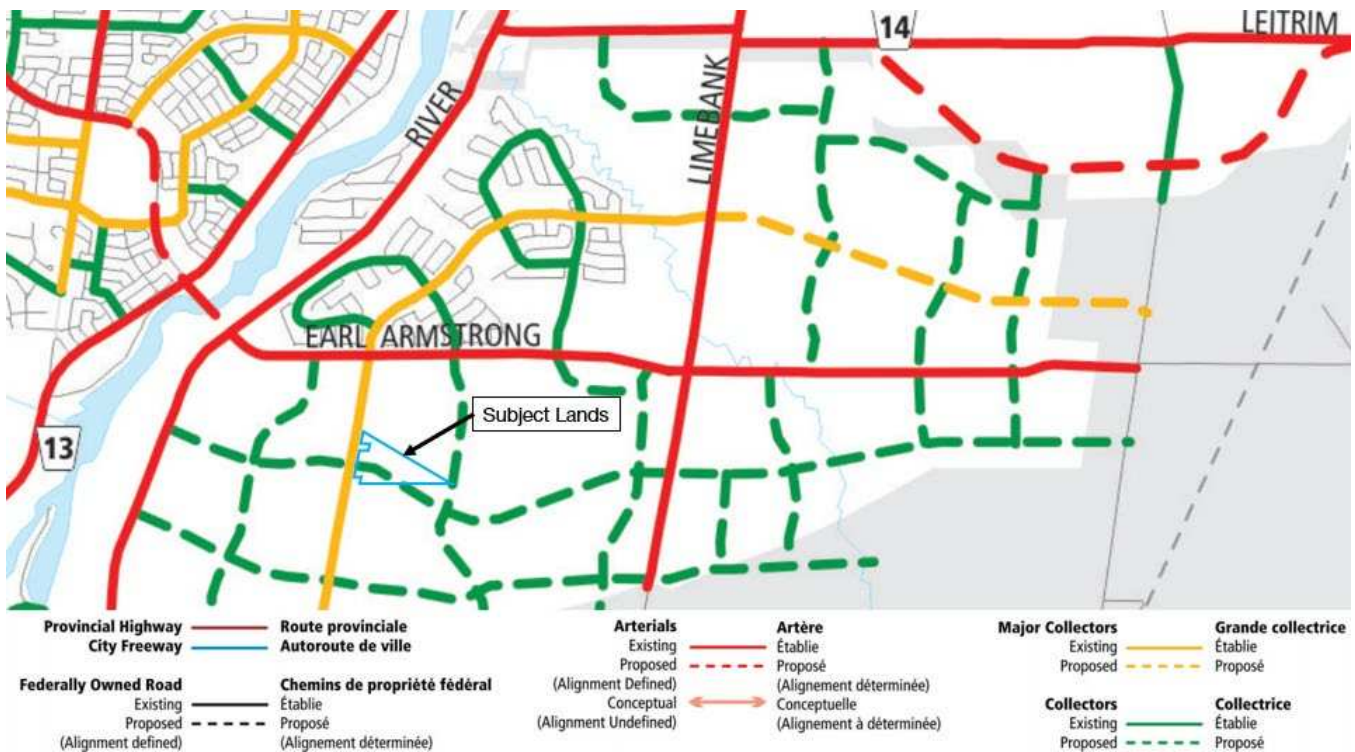 14
LEITRIM
RIVER
LIMEBANK
EARL ARMSTRONG
Subject Lands
13
Provincial Highway Route provinciale
City Freeway Autoroute de ville
Federally Owned Road Chemins de propriété fédéral
Existing Établie
Proposed Proposé
(Alignment defined) (Alignement déterminée)
Arterials Artère
Existing Établie
Proposed Proposé
(Alignment Defined) (Alignement déterminée)
Conceptual Conceptuelle
(Alignment Undefined) (Alignement à déterminée)
Major Collectors Grande collectrice
Existing Établie
Proposed Proposé
Collectors Collectrice
Existing Établie
Proposed Proposé